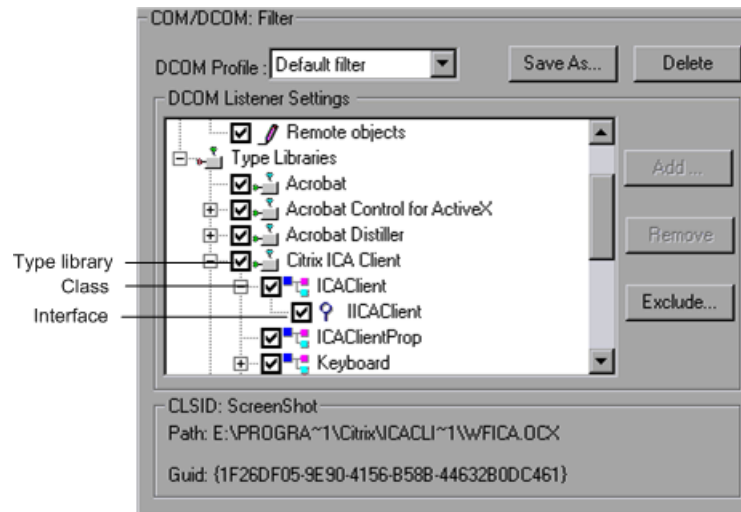 COM/DCOM: Filter
DCOM Profile : Default filter Save As... Delete
DCOM Listener Settings
Remote objects
Type Libraries
Acrobat
Add ...
Acrobat Control for ActiveX
Acrobat Distiller
Remove
Type library Citrix ICA Client
Class ICAClient
Interface IICAClient
Exclude...
ICAClientProp
Keyboard
CLSID: ScreenShot
Path: E:\PROGRA~1\Citrix\ICACLI~1\WFICA.OCX
Guid: {1F26DF05-9E90-4156-B58B-44632B0DC461}